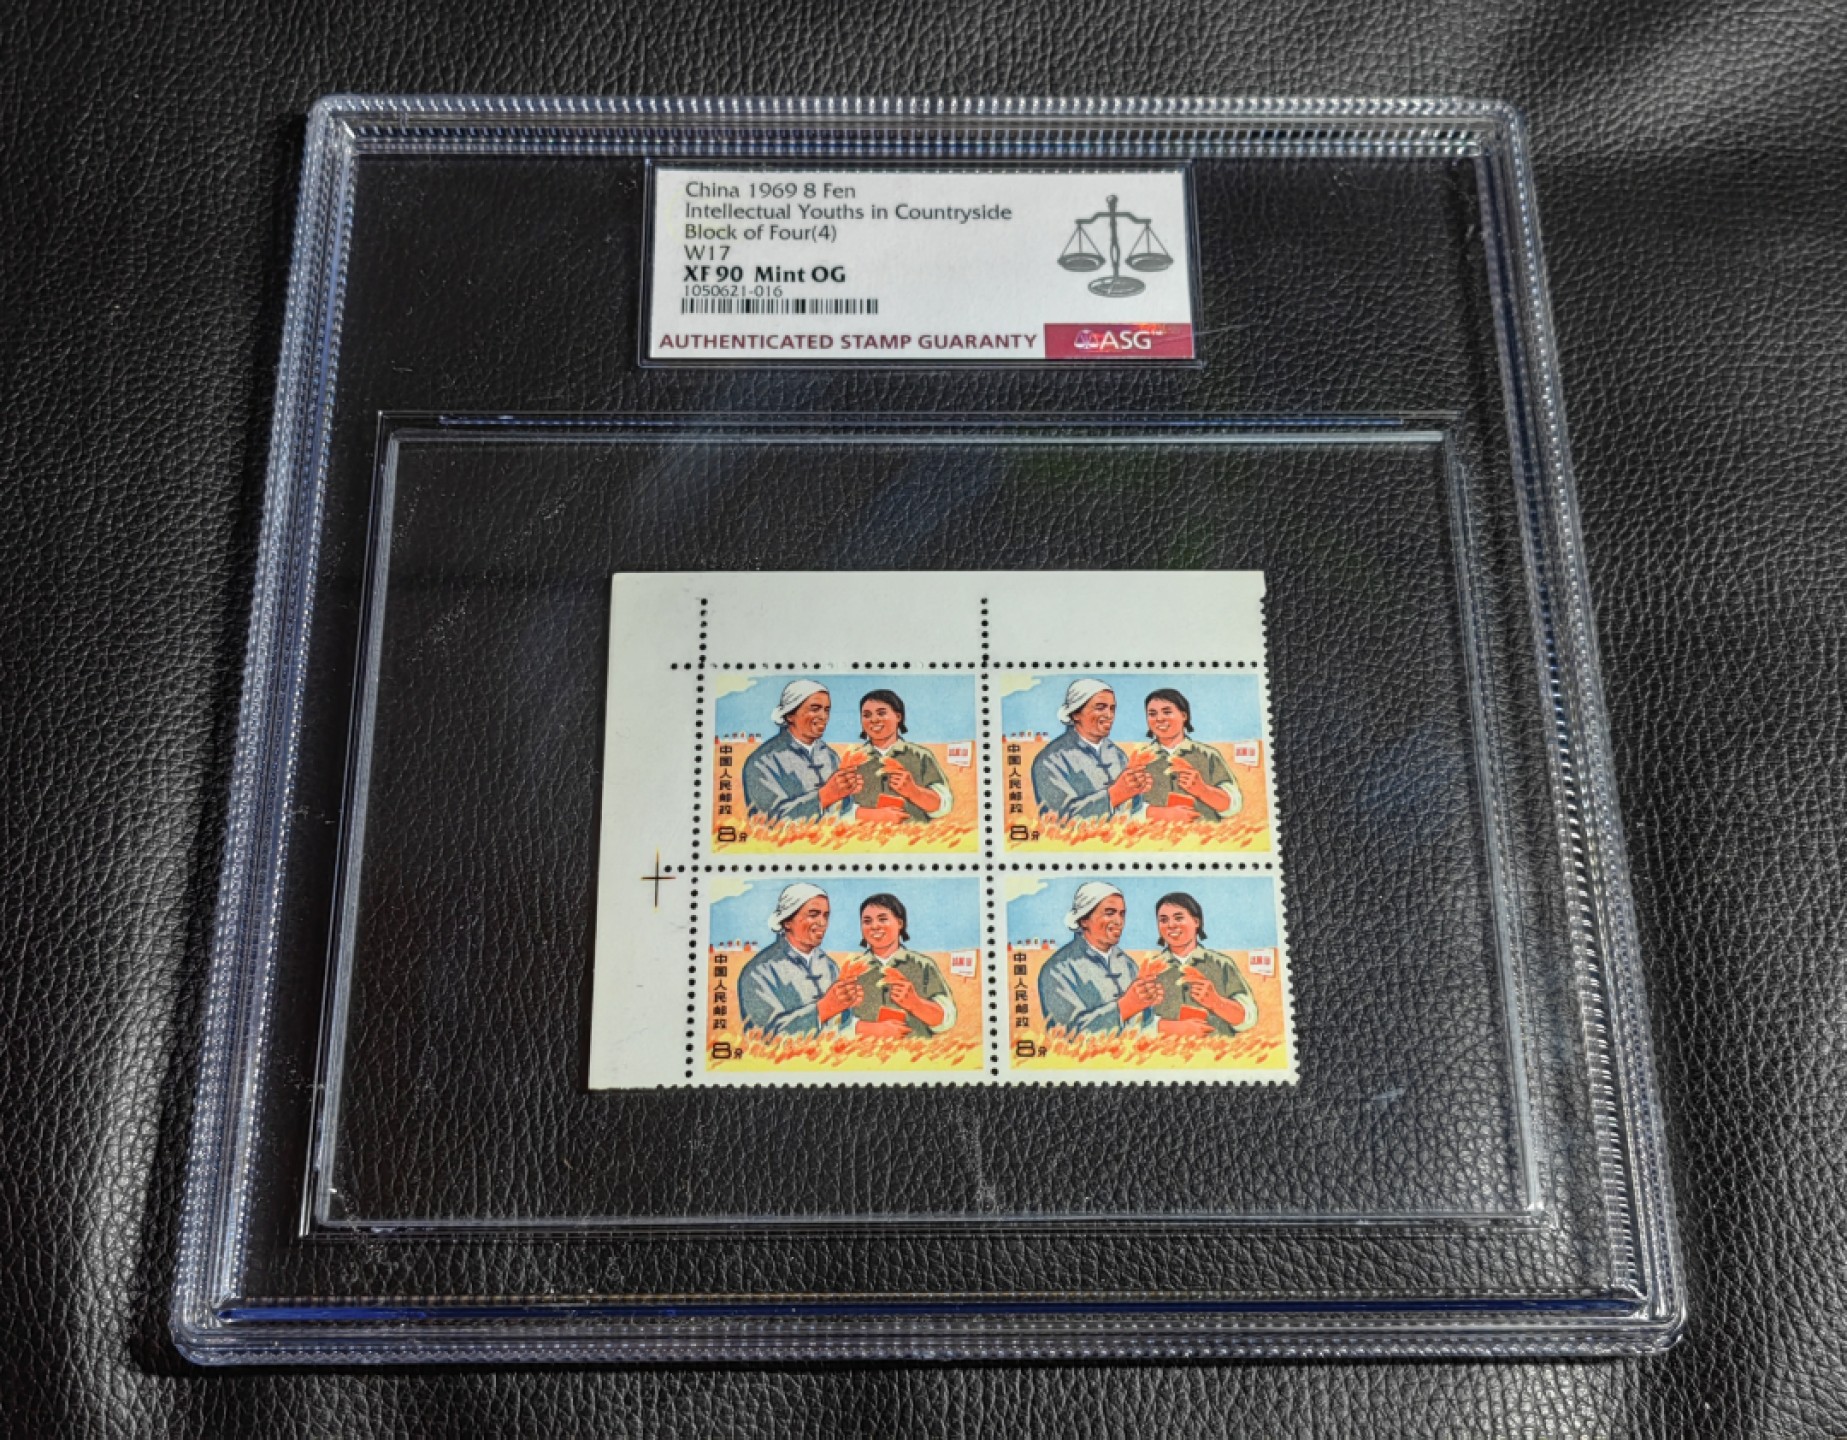 China 1969 8 Fen
Intellectual Youths in Countryside
Block of Four(4)
W17
XF 90 Mint OG
1050621-016
AUTHENTICATED STAMP GUARANTY
ASG™
中国人民邮政
8分
中国人民邮政
8分
中国人民邮政
8分
中国人民邮政
8分